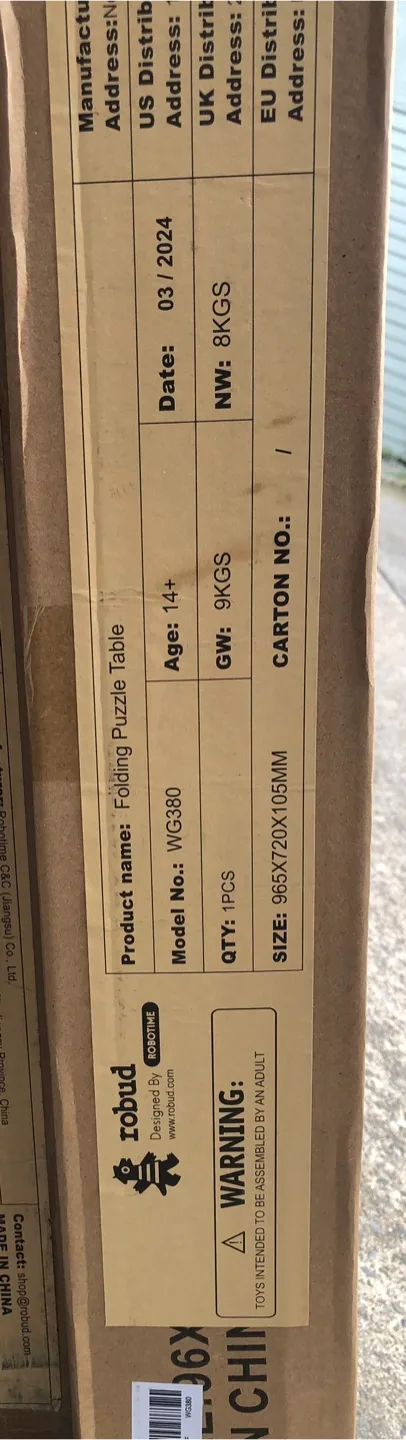 robud
Designed By ROBOTIME
www.robud.com
WARNING:
TOYS INTENDED TO BE ASSEMBLED BY AN ADULT
Product name: Folding Puzzle Table
Model No.: WG380 Age: 14+ Date: 03 / 2024
QTY: 1PCS GW: 9KGS NW: 8KGS
SIZE: 965X720X105MM CARTON NO.: /
Manufactu
Address:N
US Distrib
Address:
UK Distrib
Address:
EU Distrib
Address:
Robotime C&C (Jiangsu) Co., Ltd.
Province, China
Contact: shop@robud.com
MADE IN CHINA
96X
N CHIN
WG380